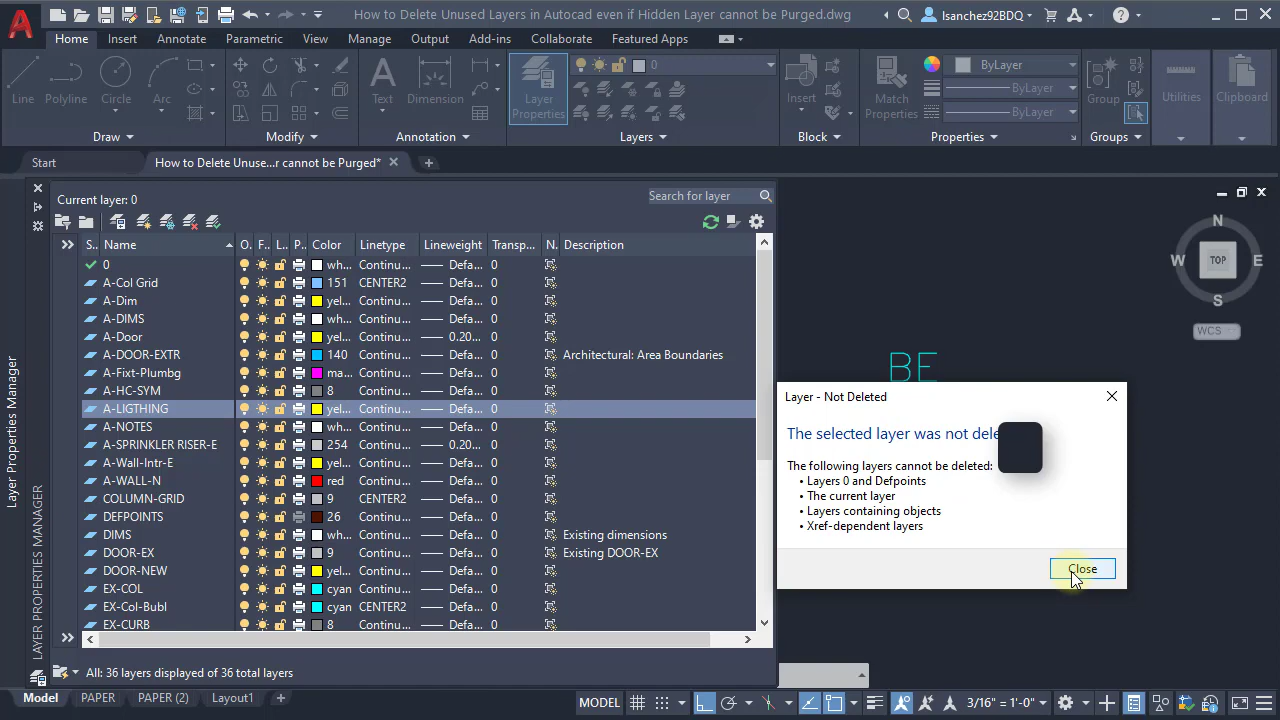 How to Delete Unused Layers in Autocad even if Hidden Layer cannot be Purged.dwg
lsanchez92BDQ
Home Insert Annotate Parametric View Manage Output Add-ins Collaborate Featured Apps
Line Polyline Circle Arc
Text Dimension
Layer Properties
0
Insert
Match Properties
ByLayer
ByLayer
ByLayer
Group
Utilities
Clipboard
Draw Modify Annotation Layers Block Properties Groups
Start
How to Delete Unuse...r cannot be Purged*
Current layer: 0
Search for layer
S.. Name O. F.. L.. P.. Color Linetype Lineweight Transp... N. Description
0 wh... Continu... Defa... 0
A-Col Grid 151 CENTER2 Defa... 0
A-Dim yel... Continu... Defa... 0
A-DIMS wh... Continu... Defa... 0
A-Door yel... Continu... 0.20... 0
A-DOOR-EXTR 140 Continu... Defa... 0 Architectural: Area Boundaries
A-Fixt-Plumbg ma... Continu... Defa... 0
A-HC-SYM 8 Continu... Defa... 0
A-LIGTHING yel... Continu... Defa... 0
A-NOTES wh... Continu... Defa... 0
A-SPRINKLER RISER-E 254 Continu... 0.20... 0
A-Wall-Intr-E yel... Continu... Defa... 0
A-WALL-N red Continu... Defa... 0
COLUMN-GRID 9 CENTER2 Defa... 0
DEFPOINTS 26 Continu... Defa... 0
DIMS wh... Continu... Defa... 0 Existing dimensions
DOOR-EX 9 Continu... Defa... 0 Existing DOOR-EX
DOOR-NEW yel... Continu... Defa... 0
EX-COL cyan Continu... Defa... 0
EX-Col-Bubl cyan CENTER2 Defa... 0
EX-CURB 8 Continu... Defa... 0
All: 36 layers displayed of 36 total layers
Layer Properties Manager
LAYER PROPERTIES MANAGER
N
W TOP E
S
WCS
BE
Layer - Not Deleted
The selected layer was not dele
The following layers cannot be deleted:
• Layers 0 and Defpoints
• The current layer
• Layers containing objects
• Xref-dependent layers
Close
Model PAPER PAPER (2) Layout1
MODEL
3/16" = 1'-0"